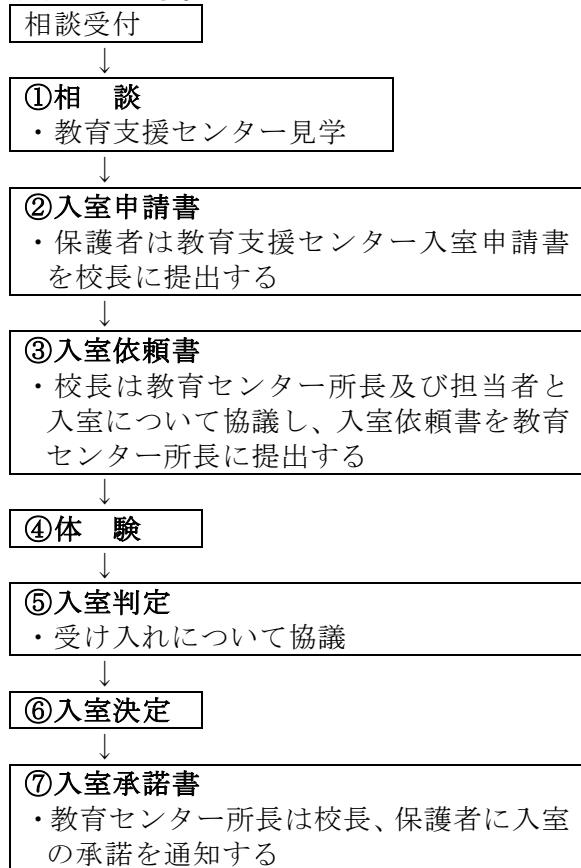 相談受付
↓
①相　談
・教育支援センター見学
↓
②入室申請書
・保護者は教育支援センター入室申請書
を校長に提出する
↓
③入室依頼書
・校長は教育センター所長及び担当者と
入室について協議し、入室依頼書を教育
センター所長に提出する
↓
④体　験
↓
⑤入室判定
・受け入れについて協議
↓
⑥入室決定
↓
⑦入室承諾書
・教育センター所長は校長、保護者に入室
の承諾を通知する